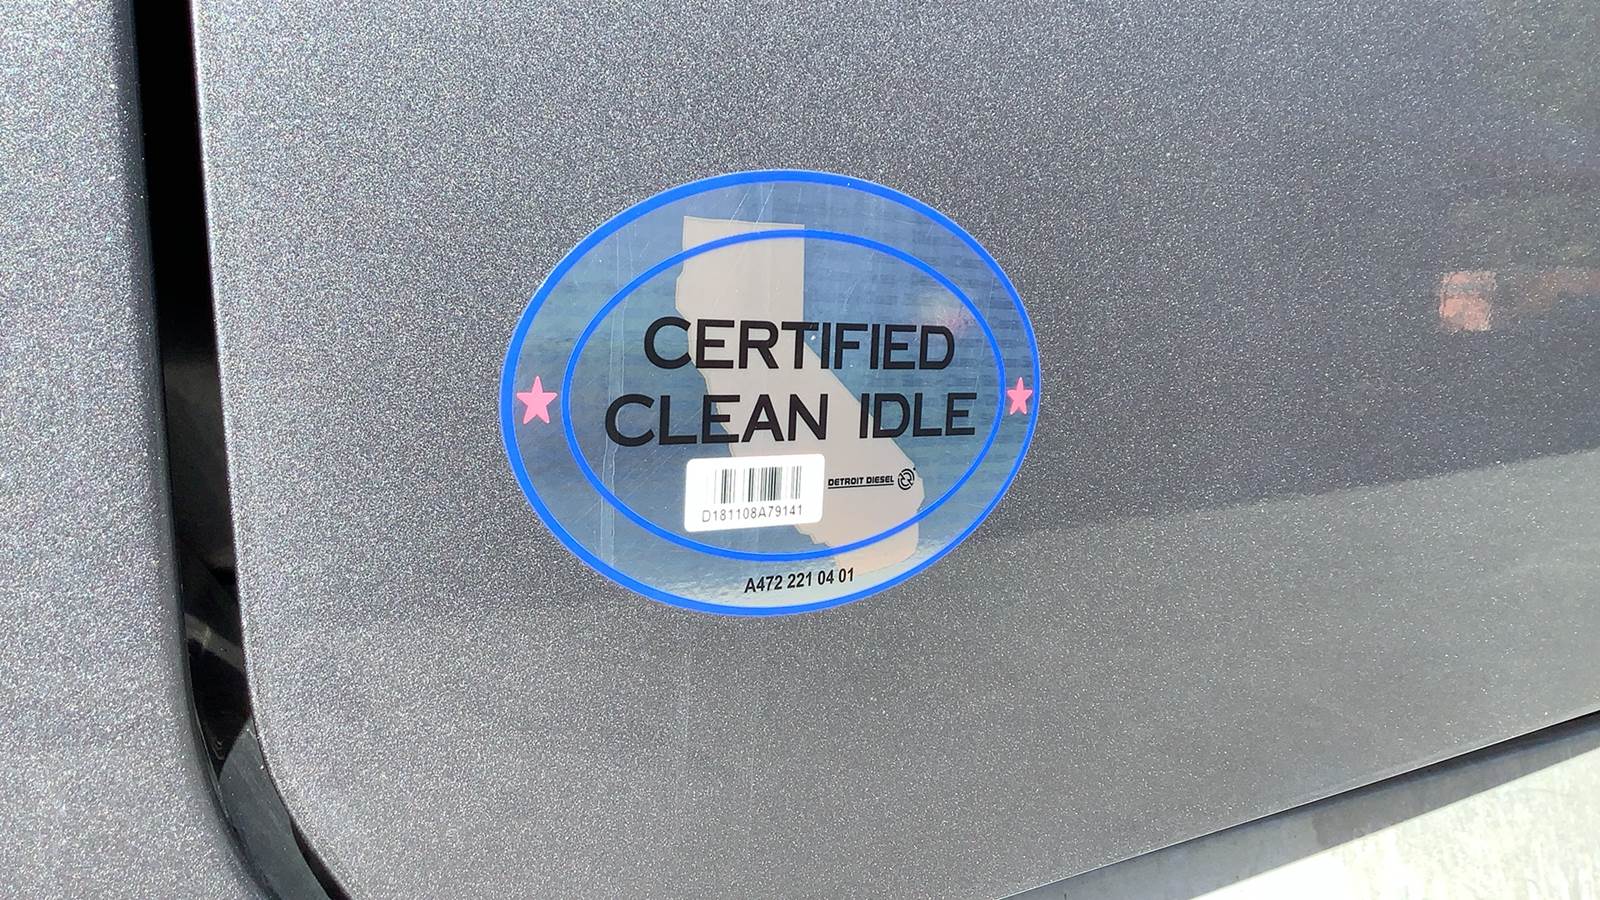 CERTIFIED
CLEAN IDLE
DETROIT DIESEL
D181108A79141
A472 221 04 01